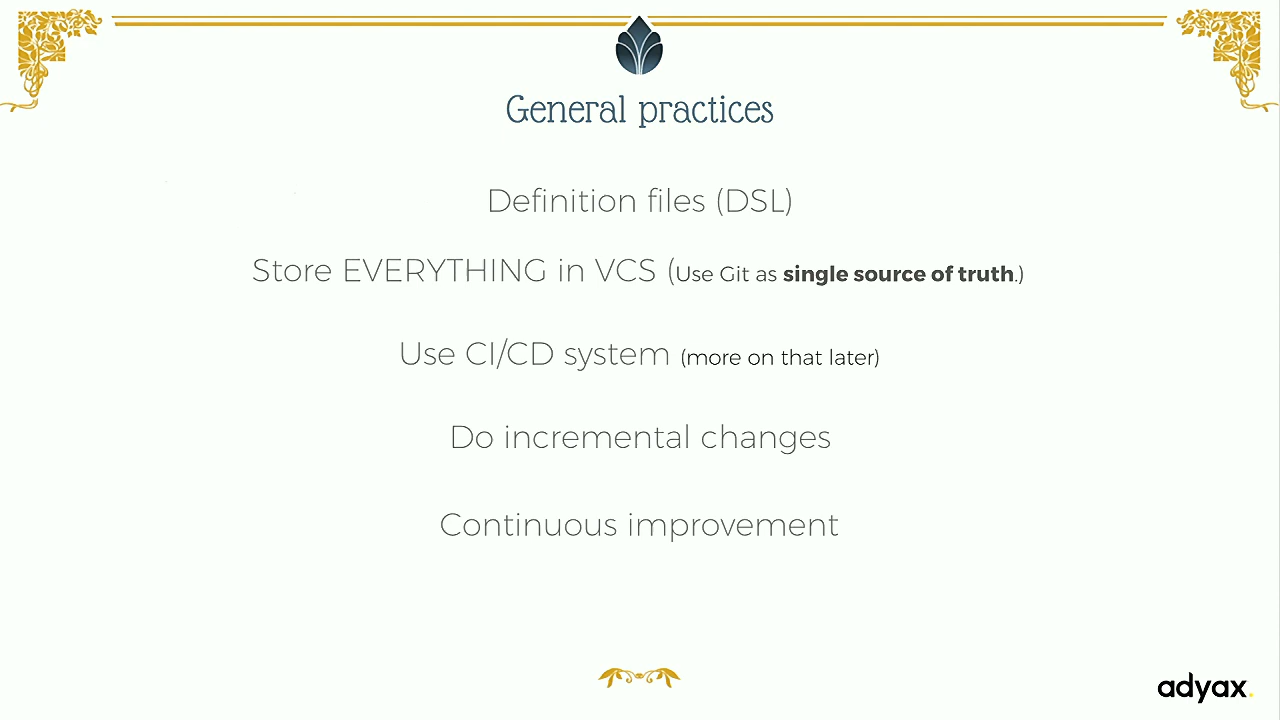 General practices
Definition files (DSL)
Store EVERYTHING in VCS (Use Git as single source of truth.)
Use CI/CD system (more on that later)
Do incremental changes
Continuous improvement
adyax.